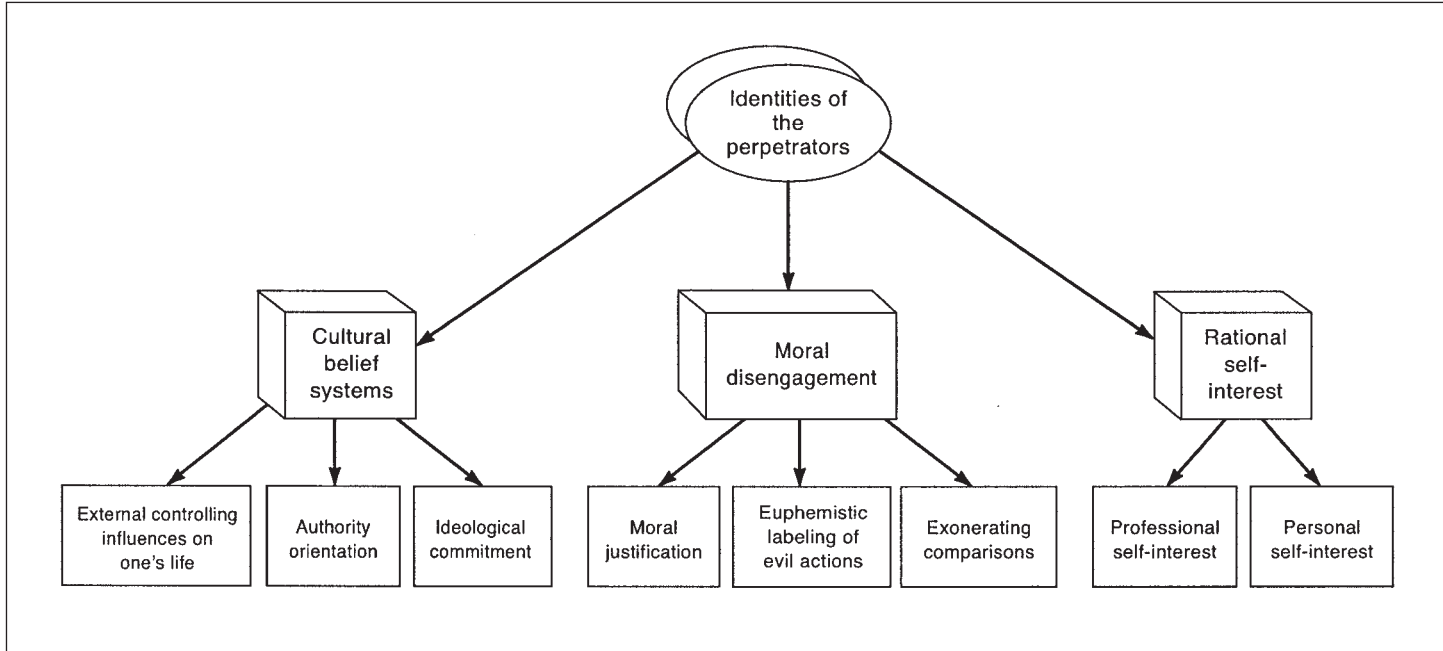 Identities of
the
perpetrators
Cultural
belief
systems
Moral
disengagement
Rational
self-
interest
External controlling
influences on
one's life
Authority
orientation
Ideological
commitment
Moral
justification
Euphemistic
labeling of
evil actions
Exonerating
comparisons
Professional
self-interest
Personal
self-interest